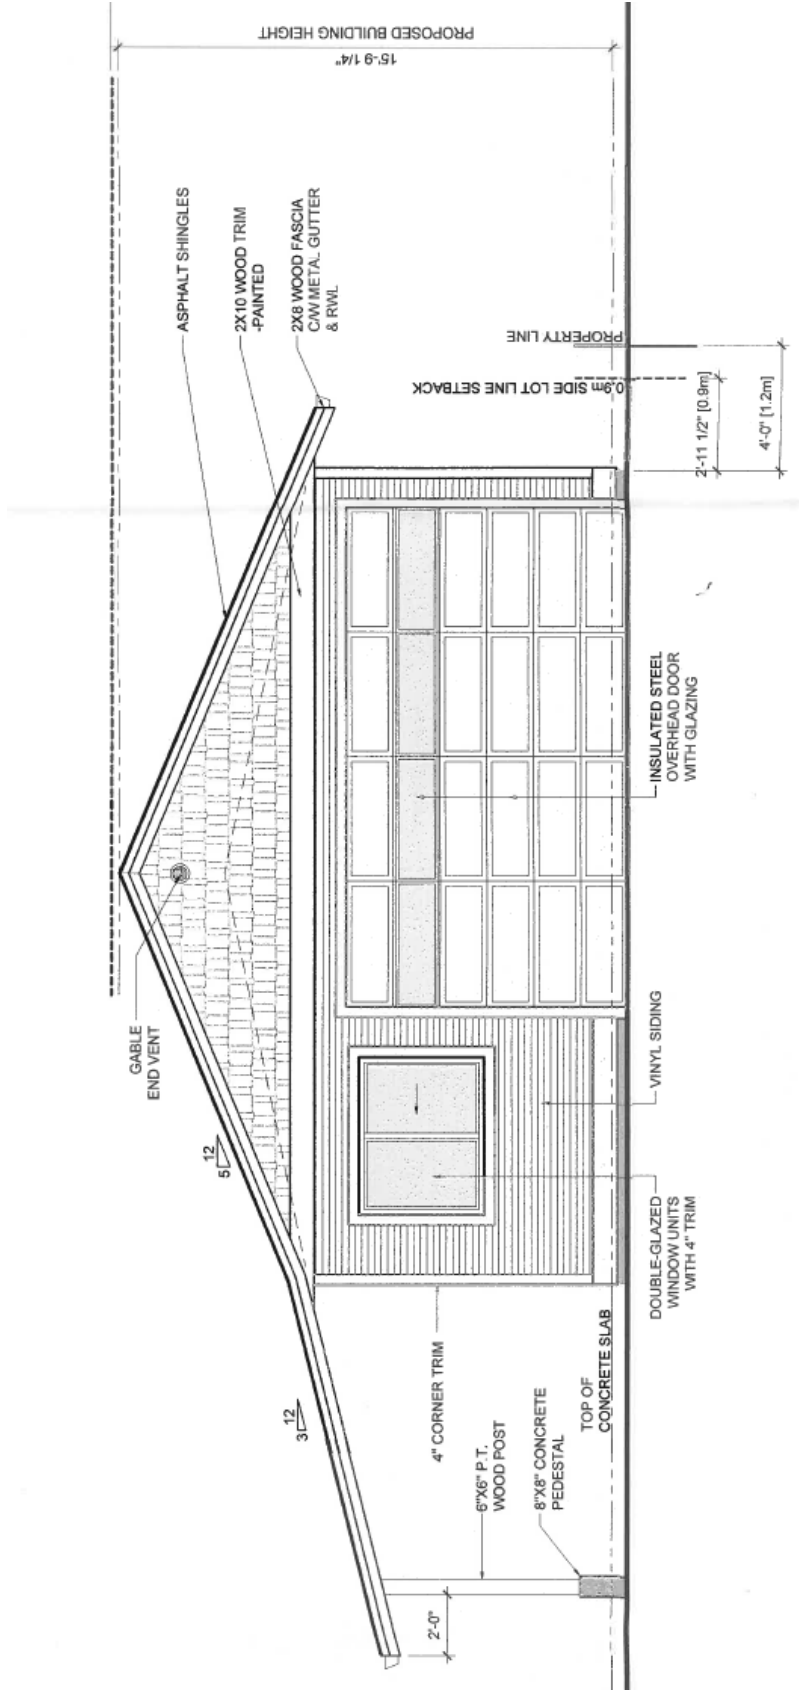 PROPOSED BUILDING HEIGHT
15'-9 1/4"
ASPHALT SHINGLES
2X10 WOOD TRIM
-PAINTED
2X8 WOOD FASCIA
C/W METAL GUTTER
& RWL
PROPERTY LINE
0.9m SIDE LOT LINE SETBACK
2'-11 1/2" [0.9m]
4'-0" [1.2m]
GABLE
END VENT
12
5
12
3
INSULATED STEEL
OVERHEAD DOOR
WITH GLAZING
VINYL SIDING
DOUBLE-GLAZED
WINDOW UNITS
WITH 4" TRIM
4" CORNER TRIM
TOP OF
CONCRETE SLAB
6"X6" P.T.
WOOD POST
8"X8" CONCRETE
PEDESTAL
2'-0"